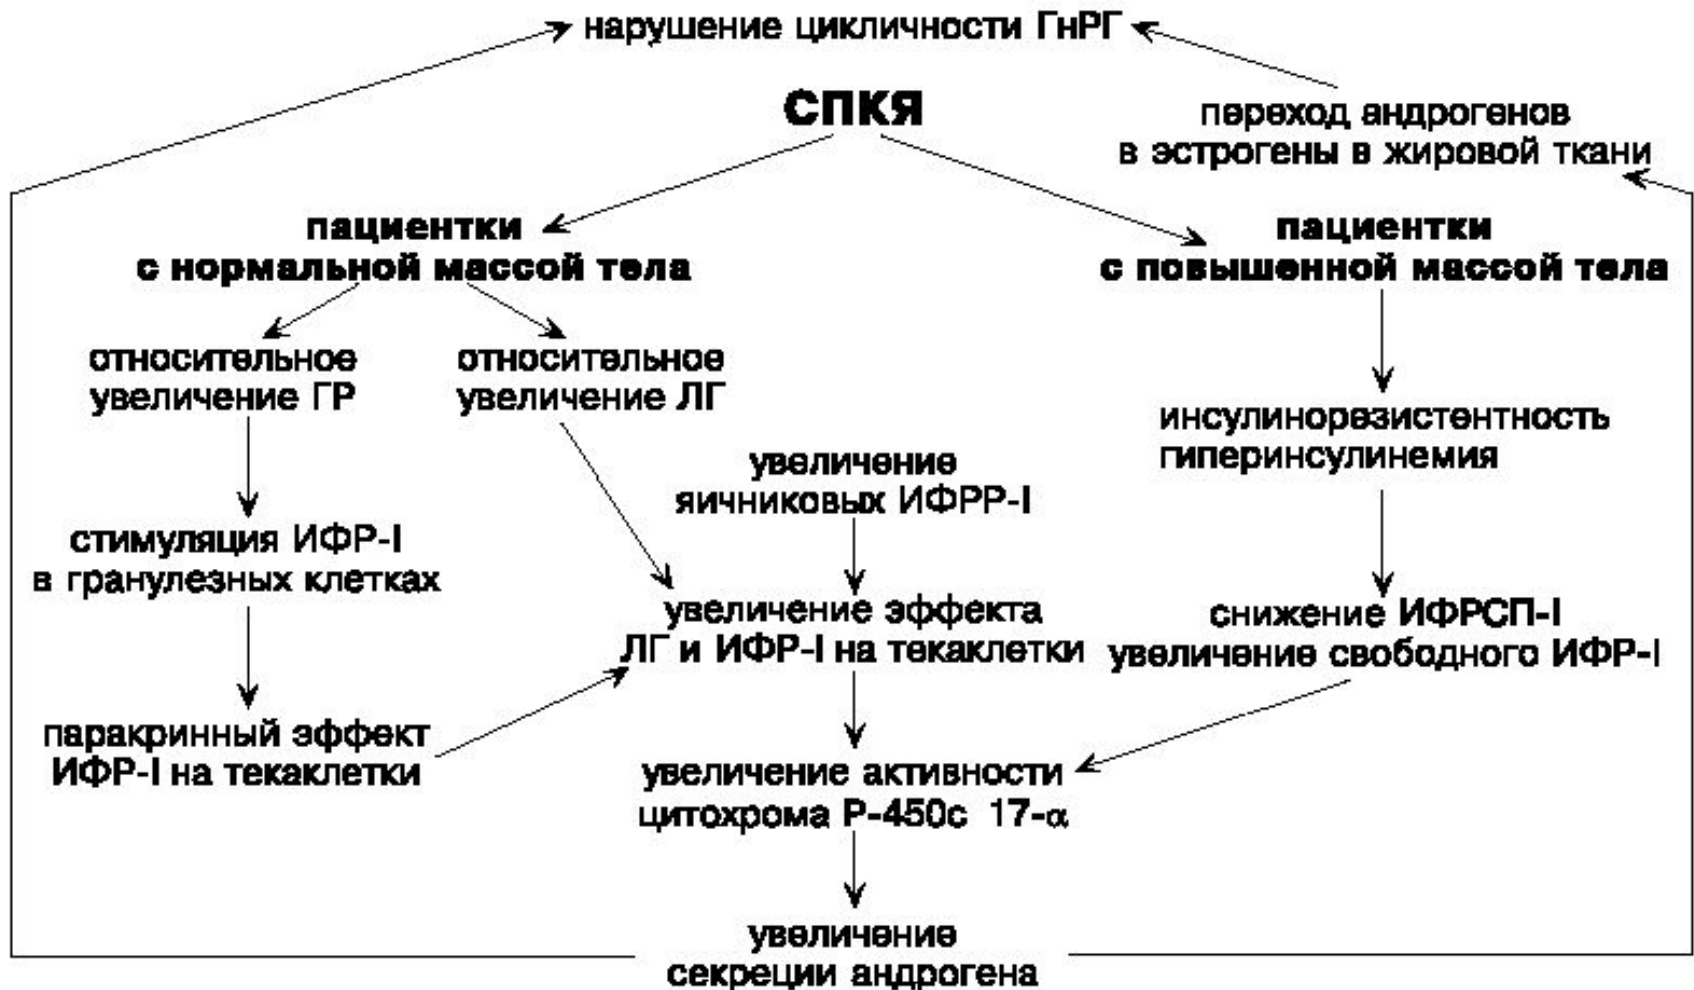 нарушение цикличности ГнРГ
СПКЯ
переход андрогенов
в эстрогены в жировой ткани
пациентки
с нормальной массой тела
пациентки
с повышенной массой тела
относительное
увеличение ГР
относительное
увеличение ЛГ
инсулинорезистентность
гиперинсулинемия
увеличение
яичниковых ИФРР-I
стимуляция ИФР-I
в гранулезных клетках
увеличение эффекта
ЛГ и ИФР-I на текаклетки
снижение ИФРСП-I
увеличение свободного ИФР-I
паракринный эффект
ИФР-I на текаклетки
увеличение активности
цитохрома Р-450с 17-α
увеличение
секреции андрогена